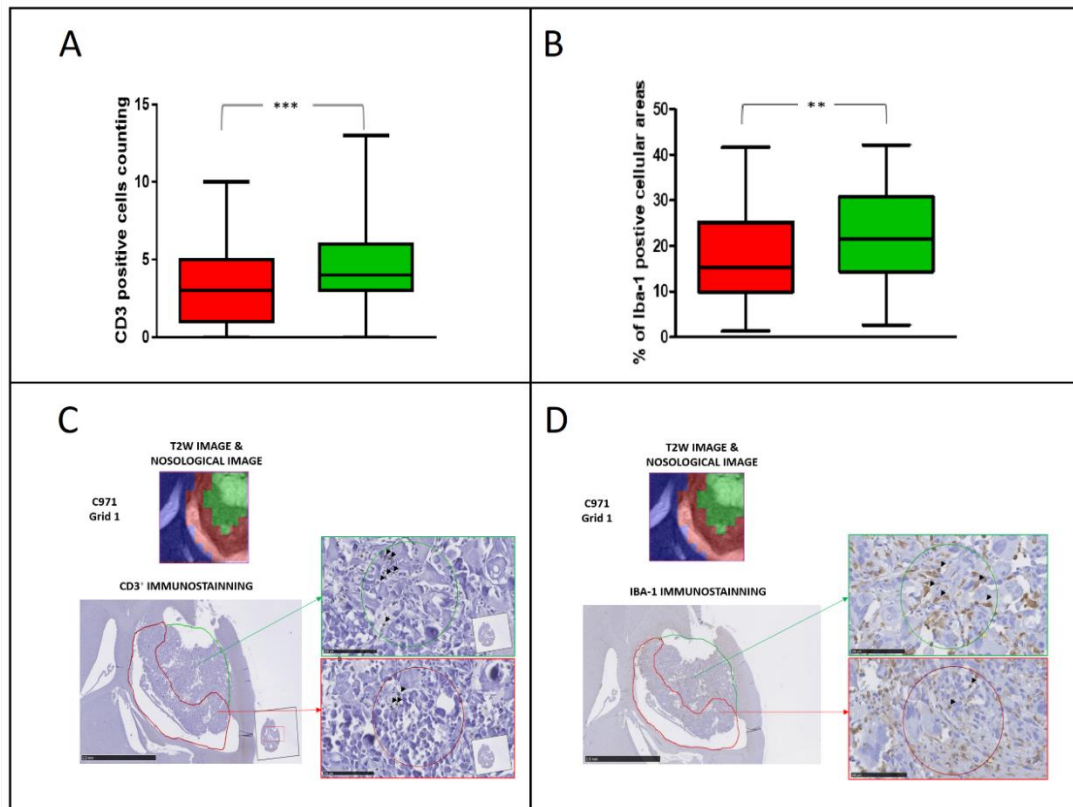 A
CD3 positive cells counting
15
10
5
0
***
B
% of Iba-1 postive cellular areas
50
40
30
20
10
0
**
C
T2W IMAGE &
NOSOLOGICAL IMAGE
C971
Grid 1
CD3⁺ IMMUNOSTAINNING
D
T2W IMAGE &
NOSOLOGICAL IMAGE
C971
Grid 1
IBA-1 IMMUNOSTAINNING